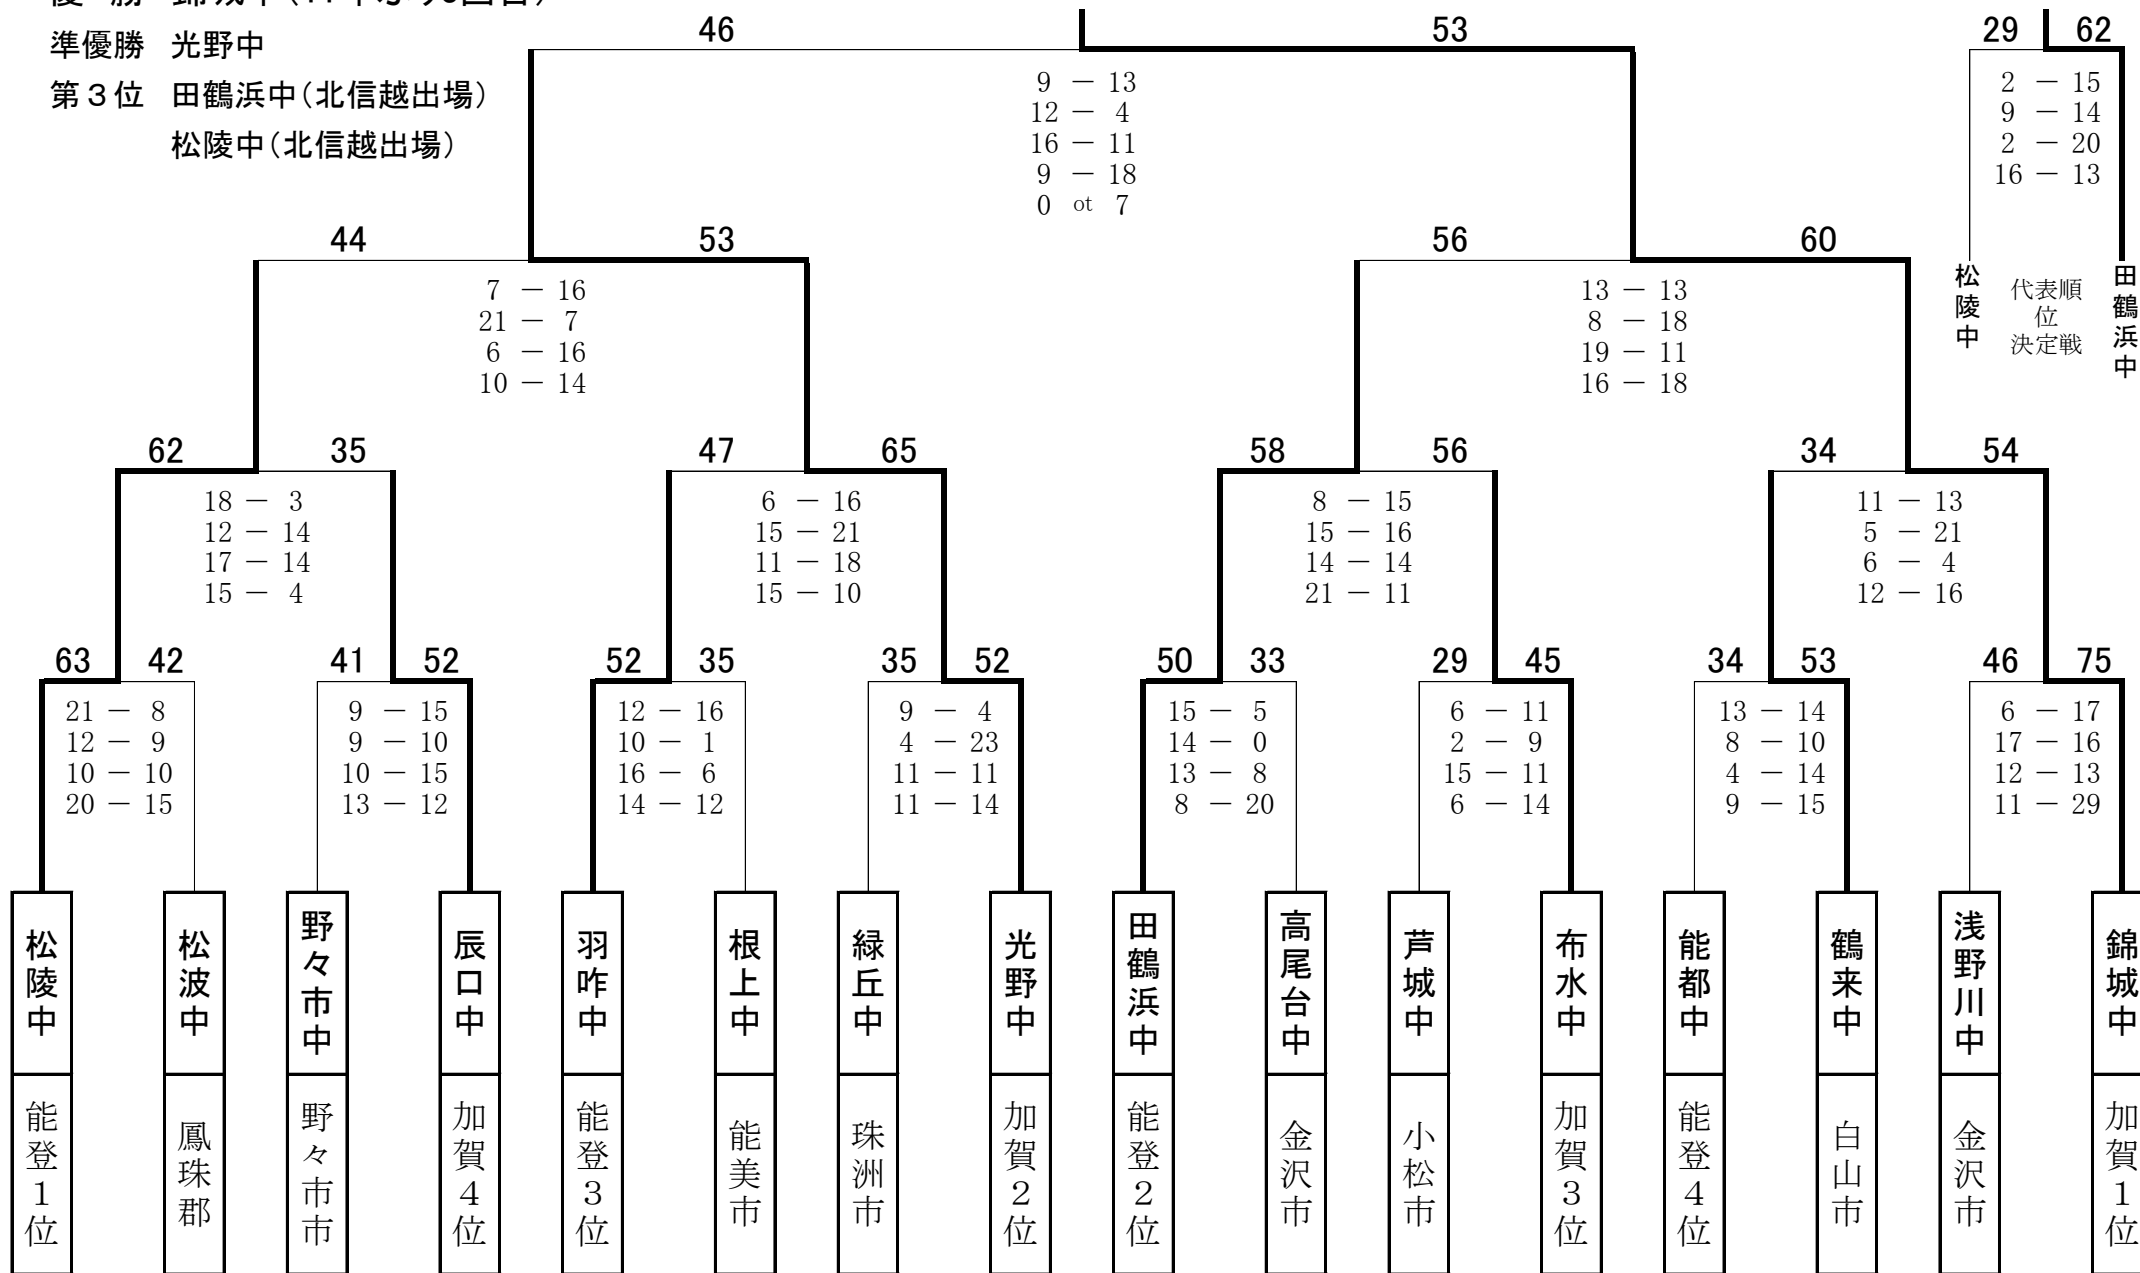 準優勝 光野中
第3位 田鶴浜中(北信越出場)
松陵中(北信越出場)
46 53
9 － 13
12 － 4
16 － 11
9 － 18
0 ot 7
29 62
2 － 15
9 － 14
2 － 20
16 － 13
松陵中
代表順
位
決定戦
田鶴浜中
44 53
7 － 16
21 － 7
6 － 16
10 － 14
56 60
13 － 13
8 － 18
19 － 11
16 － 18
62 35
18 － 3
12 － 14
17 － 14
15 － 4
47 65
6 － 16
15 － 21
11 － 18
15 － 10
58 56
8 － 15
15 － 16
14 － 14
21 － 11
34 54
11 － 13
5 － 21
6 － 4
12 － 16
63 42
21 － 8
12 － 9
10 － 10
20 － 15
41 52
9 － 15
9 － 10
10 － 15
13 － 12
52 35
12 － 16
10 － 1
16 － 6
14 － 12
35 52
9 － 4
4 － 23
11 － 11
11 － 14
50 33
15 － 5
14 － 0
13 － 8
8 － 20
29 45
6 － 11
2 － 9
15 － 11
6 － 14
34 53
13 － 14
8 － 10
4 － 14
9 － 15
46 75
6 － 17
17 － 16
12 － 13
11 － 29
松陵中
松波中
野々市中
辰口中
羽咋中
根上中
緑丘中
光野中
田鶴浜中
高尾台中
芦城中
布水中
能都中
鶴来中
浅野川中
錦城中
能登1位
鳳珠郡
野々市市
加賀4位
能登3位
能美市
珠洲市
加賀2位
能登2位
金沢市
小松市
加賀3位
能登4位
白山市
金沢市
加賀1位